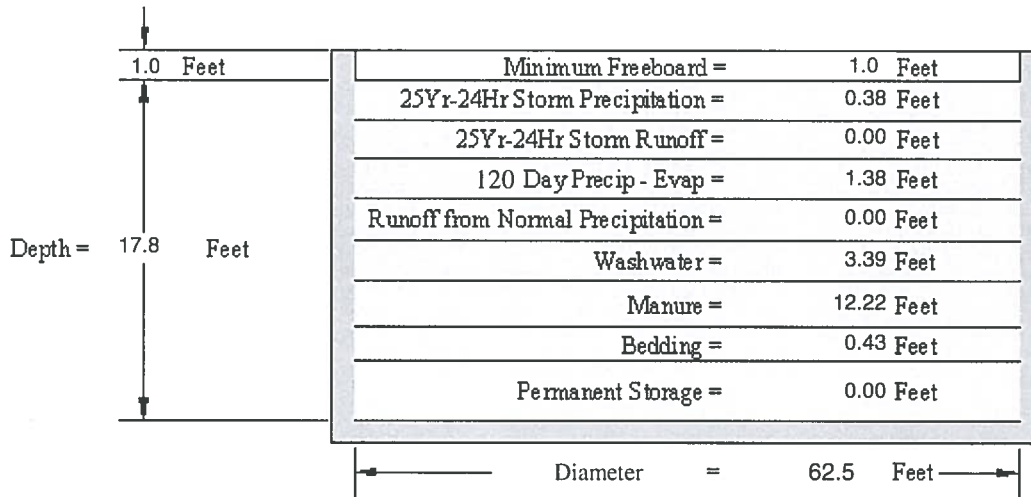 1.0 Feet
Minimum Freeboard = 1.0 Feet
25Yr-24Hr Storm Precipitation = 0.38 Feet
25Yr-24Hr Storm Runoff = 0.00 Feet
120 Day Precip - Evap = 1.38 Feet
Runoff from Normal Precipitation = 0.00 Feet
Depth = 17.8 Feet
Washwater = 3.39 Feet
Manure = 12.22 Feet
Bedding = 0.43 Feet
Permanent Storage = 0.00 Feet
Diameter = 62.5 Feet